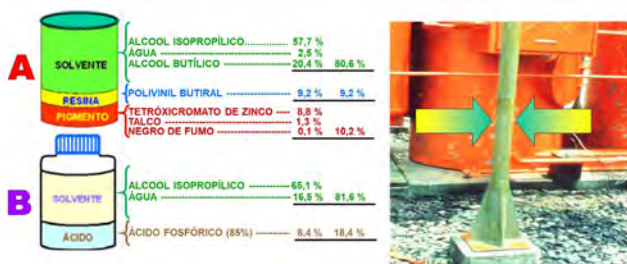 A
SOLVENTE
RESINA
PIGMENTO
ALCOOL ISOPROPÍLICO............... 57,7 %
ÁGUA 2,5 %
ALCOOL BUTÍLICO ---------------- 20,4 % 80,6 %
POLIVINIL BUTIRAL ---------------- 9,2 % 9,2 %
TETRÓXICROMATO DE ZINCO ---- 8,8 %
TALCO ---------------- 1,3 %
NEGRO DE FUMO ---------------- 0,1 % 10,2 %
B
SOLVENTE
ÁCIDO
ALCOOL ISOPROPÍLICO ----------------65,1 %
ÁGUA ---------------- 16,5 % 81,6 %
ÁCIDO FOSFÓRICO (85%) -------- 8,4 % 18,4 %